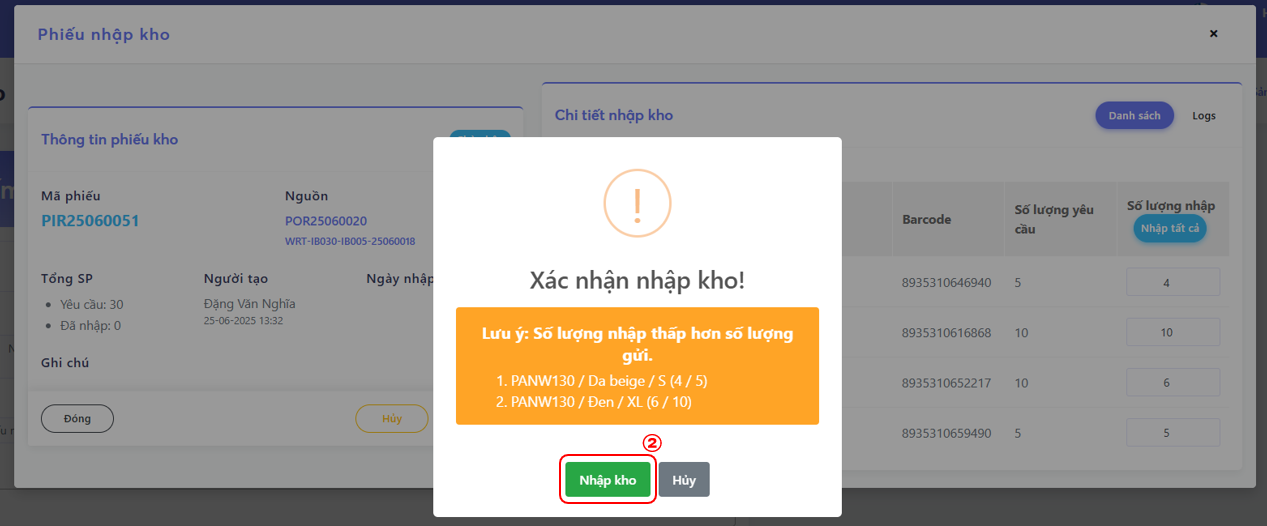 Phiếu nhập kho
×
Chi tiết nhập kho
Danh sách
Logs
Thông tin phiếu kho
Mã phiếu
Nguồn
PIR25060051
POR25060020
WRT-IB030-IB005-25060018
Tổng SP
Người tạo
Ngày nhập
Yêu cầu: 30
Đặng Văn Nghĩa
Đã nhập: 0
25-06-2025 13:32
Ghi chú
Đóng
Hủy
Barcode
Số lượng yêu
cầu
Số lượng nhập
Nhập tất cả
8935310646940 5 4
8935310616868 10 10
8935310652217 10 6
8935310659490 5 5
!
Xác nhận nhập kho!
Lưu ý: Số lượng nhập thấp hơn số lượng
gửi.
1. PANW130 / Da beige / S (4 / 5)
2. PANW130 / Đen / XL (6 / 10)
②
Nhập kho
Hủy